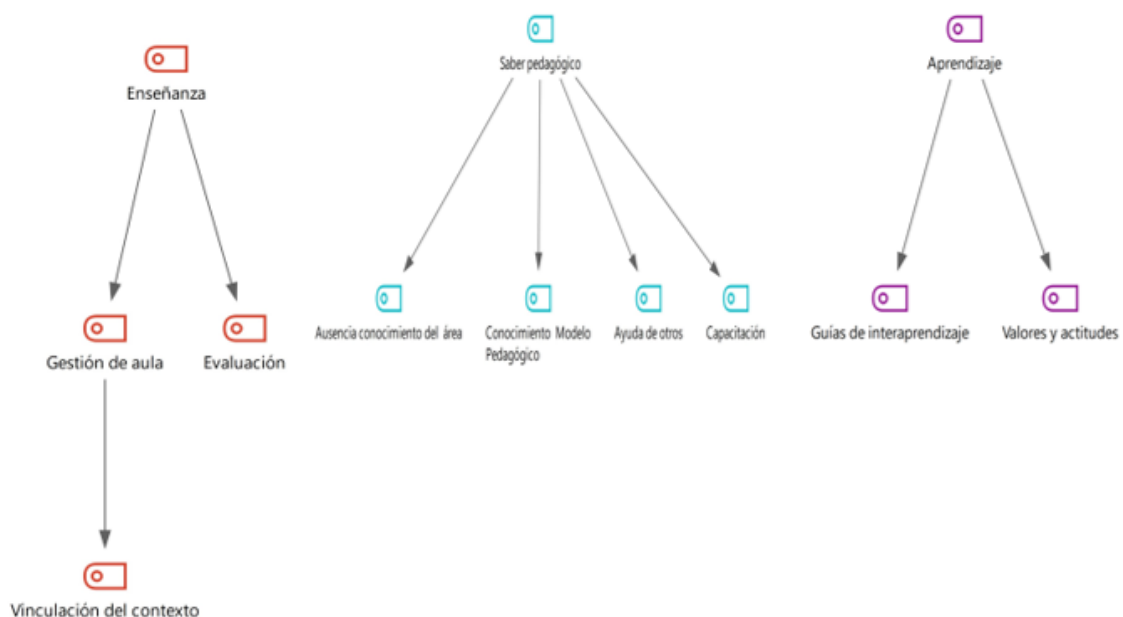 Saber pedagógico
Aprendizaje
Enseñanza
Ausencia conocimiento del área
Conocimiento Modelo
Pedagógico
Ayuda de otros
Capacitación
Guías de interaprendizaje
Valores y actitudes
Gestión de aula
Evaluación
Vinculación del contexto